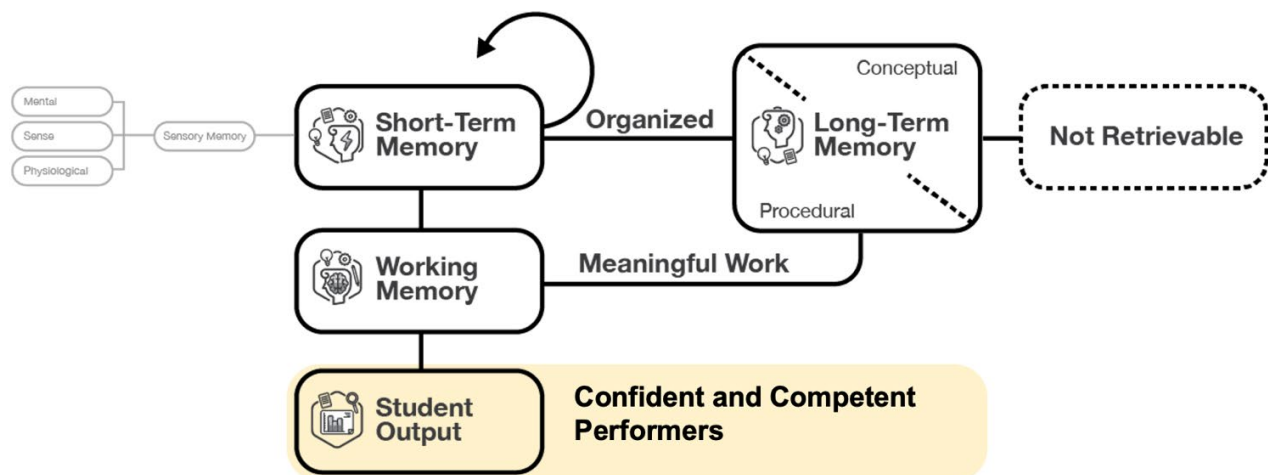 Mental
Sense
Physiological
Sensory Memory
Short-Term
Memory
Organized
Conceptual
Long-Term
Memory
Procedural
Not Retrievable
Working
Memory
Meaningful Work
Student
Output
Confident and Competent
Performers